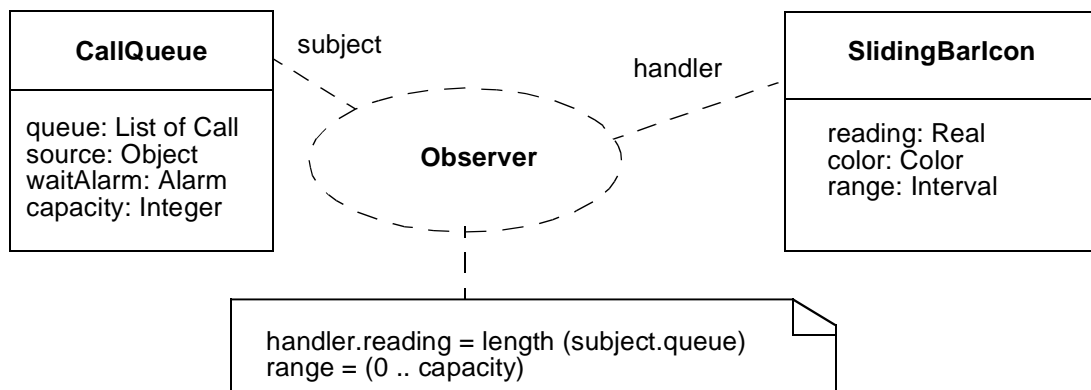 CallQueue
queue: List of Call
source: Object
waitAlarm: Alarm
capacity: Integer
subject
Observer
handler
SlidingBarIcon
reading: Real
color: Color
range: Interval
handler.reading = length (subject.queue)
range = (0 .. capacity)